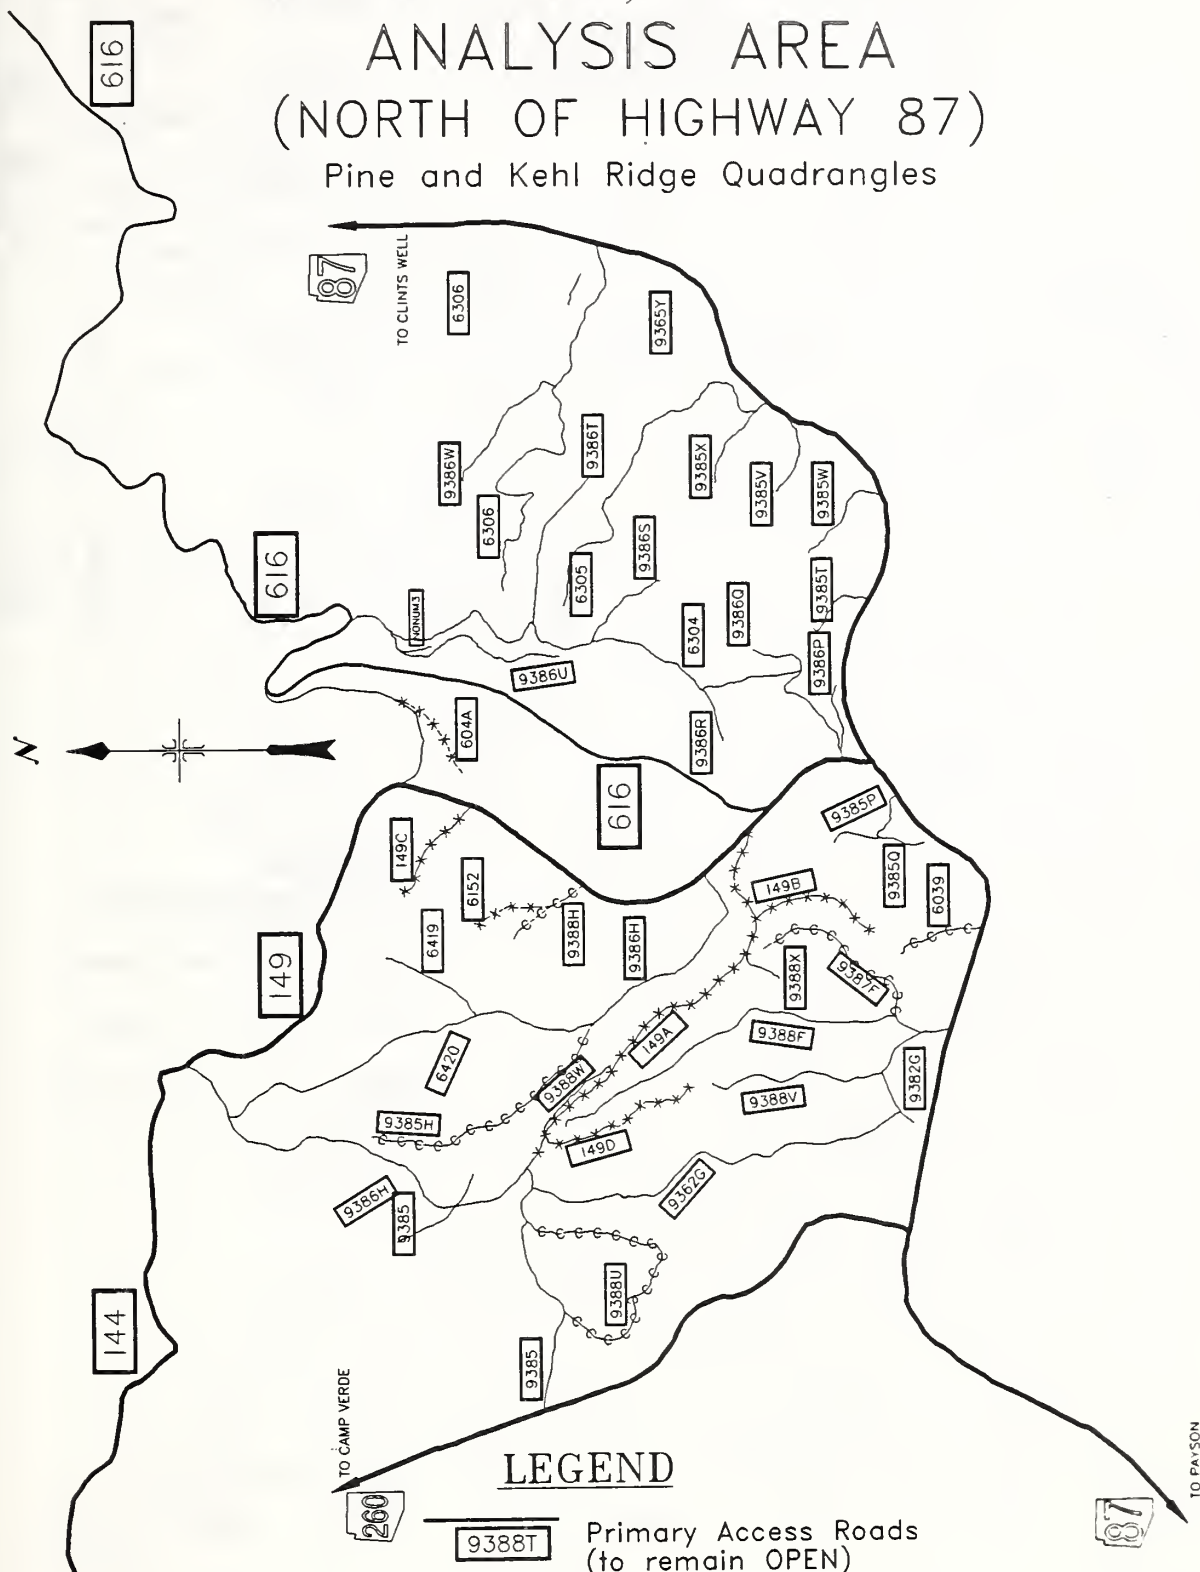 ANALYSIS AREA
(NORTH OF HIGHWAY 87)
Pine and Kehl Ridge Quadrangles
616
87
TO CLINTS WELL
6306
9365Y
9386W
9386T
9385X
9385V
9385W
6306
616
9386S
6305
9385T
NONUM3
9386Q
6304
9386P
9386U
N
604A
9386R
616
9385P
149C
6152
149B
9385Q
6039
6419
9388H
9386H
149
9388X
9387F
149A
9388F
6420
9388W
9382G
9388V
9385H
149D
9386H
9385
9362G
9388U
144
9385
TO CAMP VERDE
260
LEGEND
9388T
Primary Access Roads
(to remain OPEN)
87
TO PAYSON